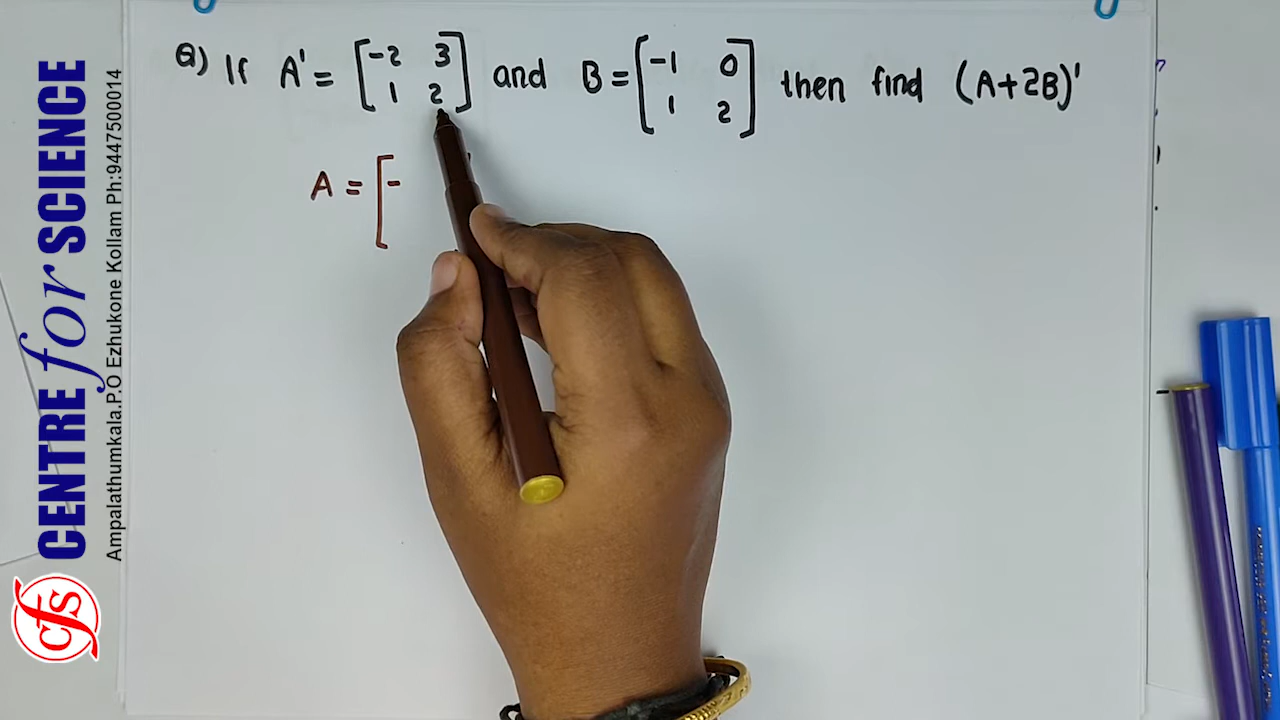 Q) If A' = [-2 3 and B = [-1 0 then find (A+2B)'
1 2] 1 2]
A = [-
CENTRE for SCIENCE
Ampalathumkala.P.O Ezhukone Kollam Ph:9447500014
cfs